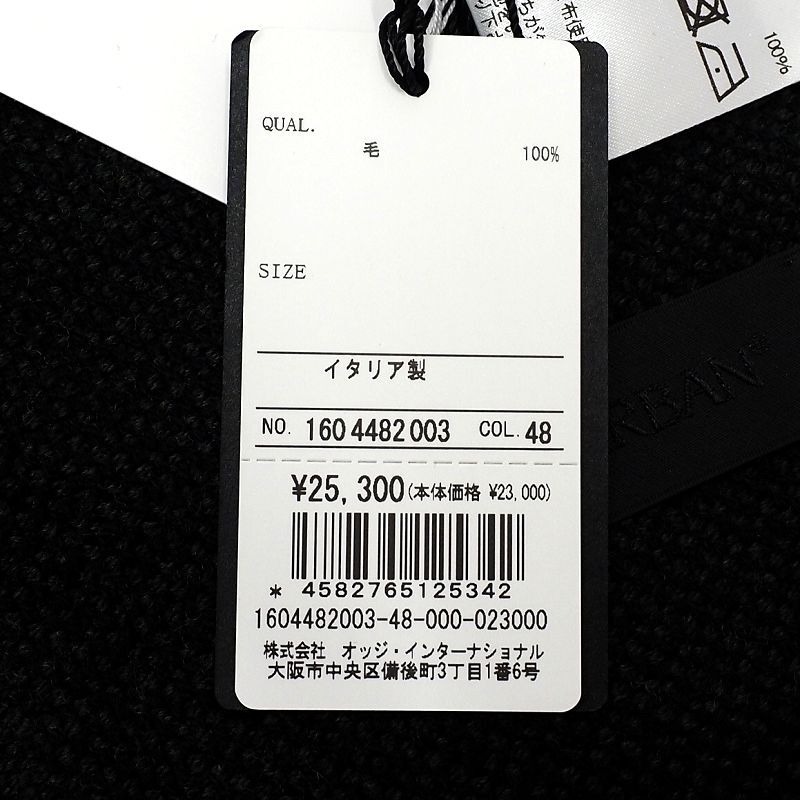 100%
QUAL.
毛 100%
SIZE
イタリア製
NO. 160 4482 003 COL. 48
¥25,300(本体価格 ¥23,000)
* 4582765125342
1604482003-48-000-023000
株式会社 オッジ・インターナショナル
大阪市中央区備後町3丁目1番6号
RBAN